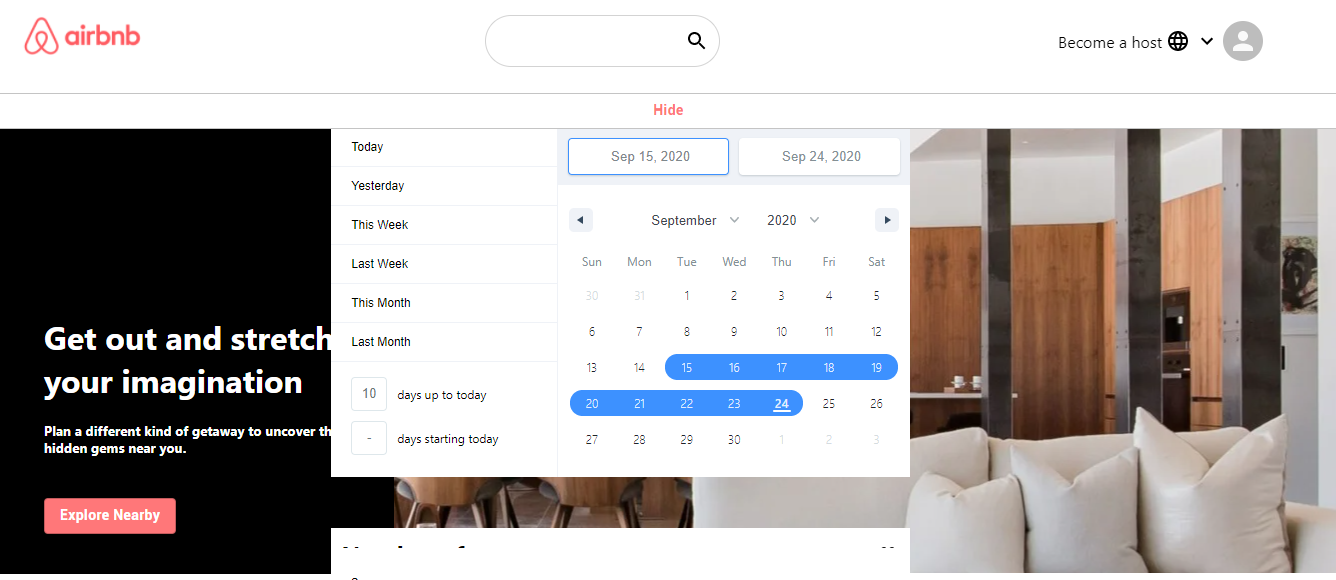 airbnb
Become a host
Hide
Today
Yesterday
This Week
Last Week
This Month
Last Month
10 days up to today
- days starting today
Sep 15, 2020 Sep 24, 2020
September 2020
Sun Mon Tue Wed Thu Fri Sat
30 31 1 2 3 4 5
6 7 8 9 10 11 12
13 14 15 16 17 18 19
20 21 22 23 24 25 26
27 28 29 30 1 2 3
Get out and stretch
your imagination
Plan a different kind of getaway to uncover th
hidden gems near you.
Explore Nearby